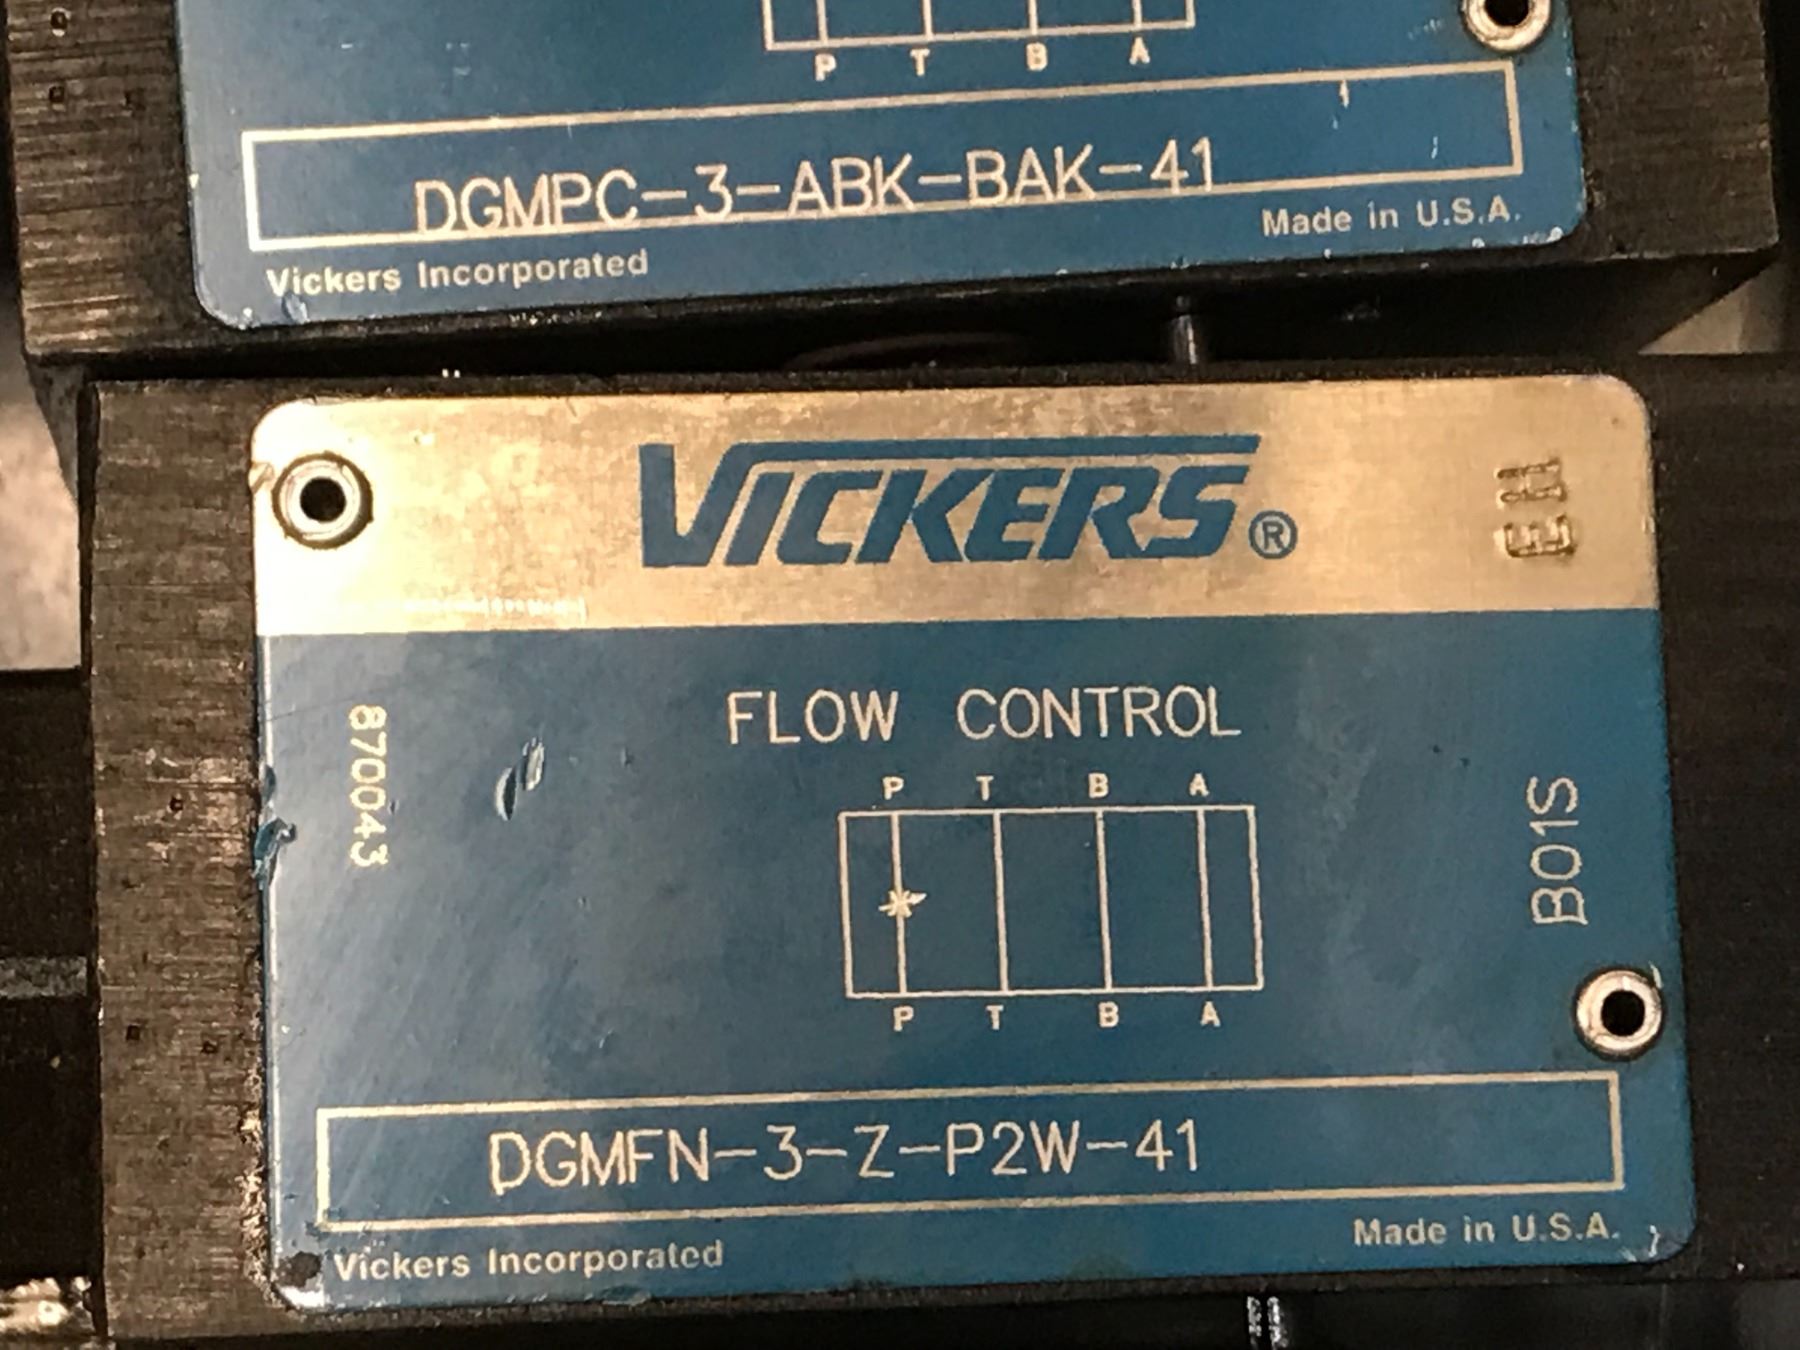 P T B A
DGMPC-3-ABK-BAK-41
Vickers Incorporated
Made in U.S.A.
VICKERS®
EH
FLOW CONTROL
870043
P T B A
B01S
P T B A
DGMFN-3-Z-P2W-41
Vickers Incorporated
Made in U.S.A.